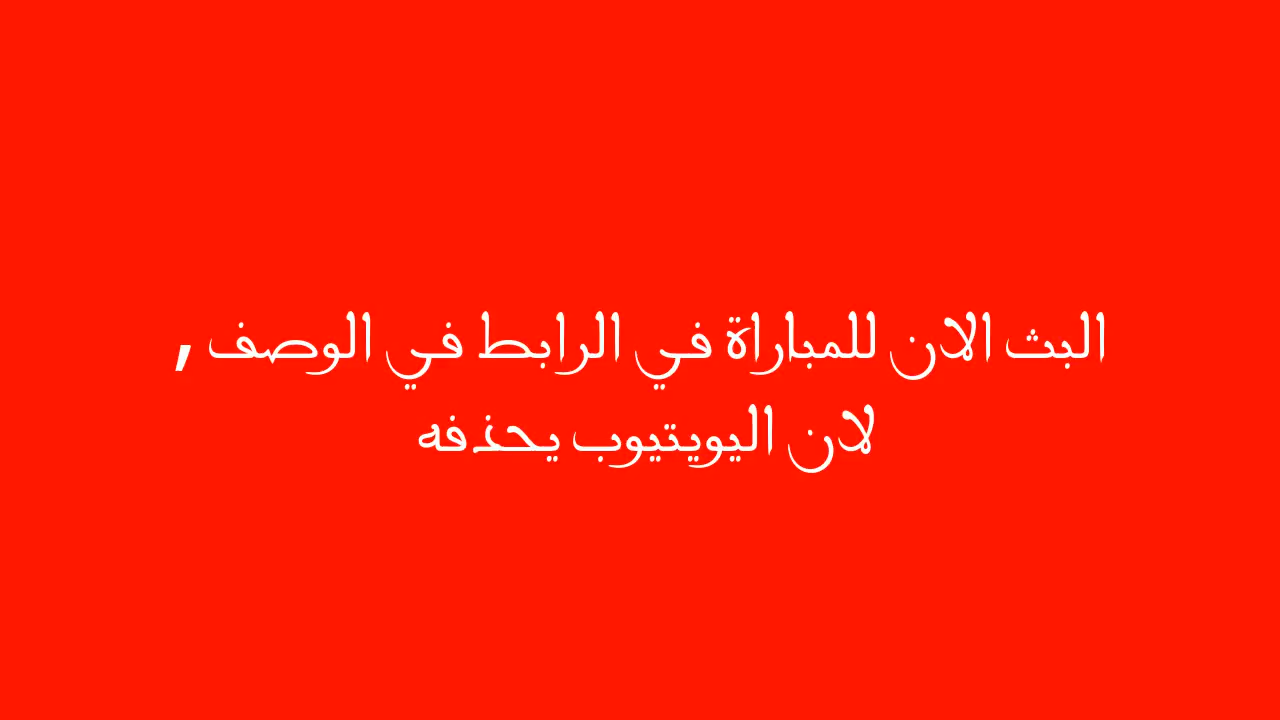 البث الان للمباراة في الرابط في الوصف ,
لان اليويتيوب يحذفه